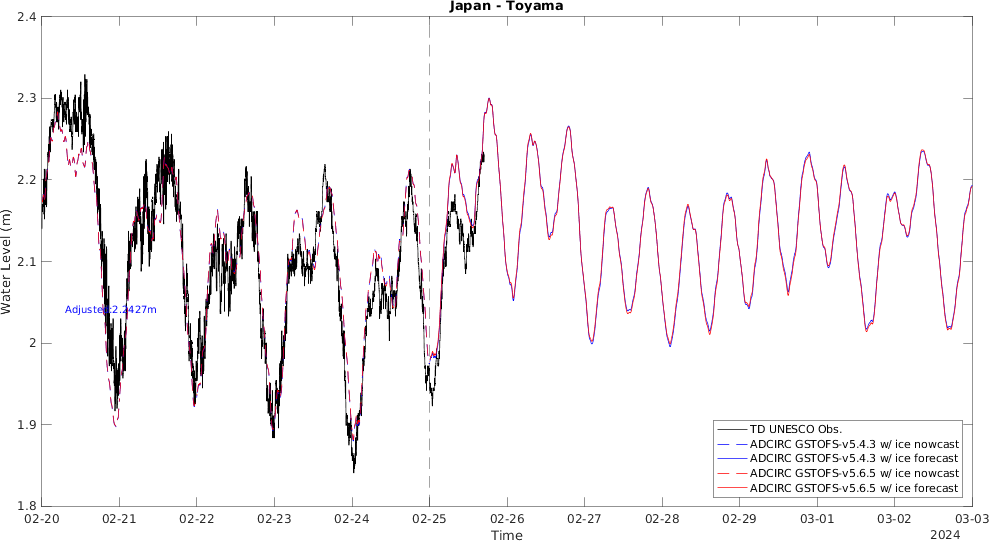 Japan - Toyama
Water Level (m)
2.4
2.3
2.2
2.1
2
1.9
1.8
Adjusted:2.2427m
TD UNESCO Obs.
ADCIRC GSTOFS-v5.4.3 w/ ice nowcast
ADCIRC GSTOFS-v5.4.3 w/ ice forecast
ADCIRC GSTOFS-v5.6.5 w/ ice nowcast
ADCIRC GSTOFS-v5.6.5 w/ ice forecast
02-20 02-21 02-22 02-23 02-24 02-25 02-26 02-27 02-28 02-29 03-01 03-02 03-03
Time
2024